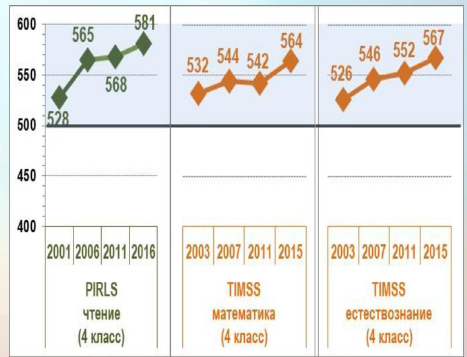 600
550
500
450
400
528
565
568
581
2001 2006 2011 2016
PIRLS
чтение
(4 класс)
532
544
542
564
2003 2007 2011 2015
TIMSS
математика
(4 класс)
526
546
552
567
2003 2007 2011 2015
TIMSS
естествознание
(4 класс)